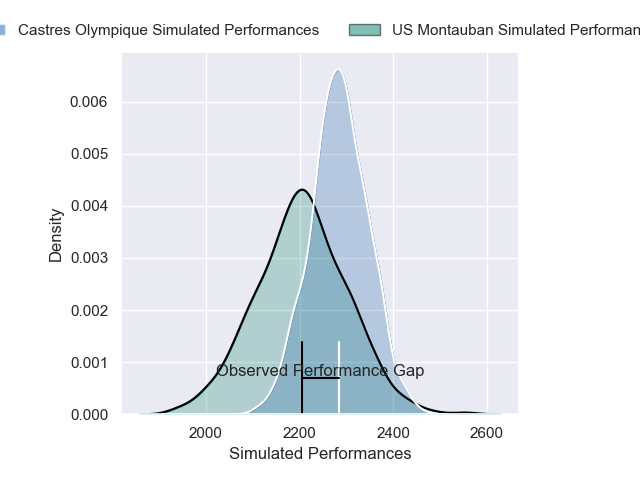 Castres Olympique Simulated Performances US Montauban Simulated Performan
0.006
0.005
0.004
0.003
0.002
0.001
0.000
Density
Observed Performance Gap
2000 2200 2400 2600
Simulated Performances